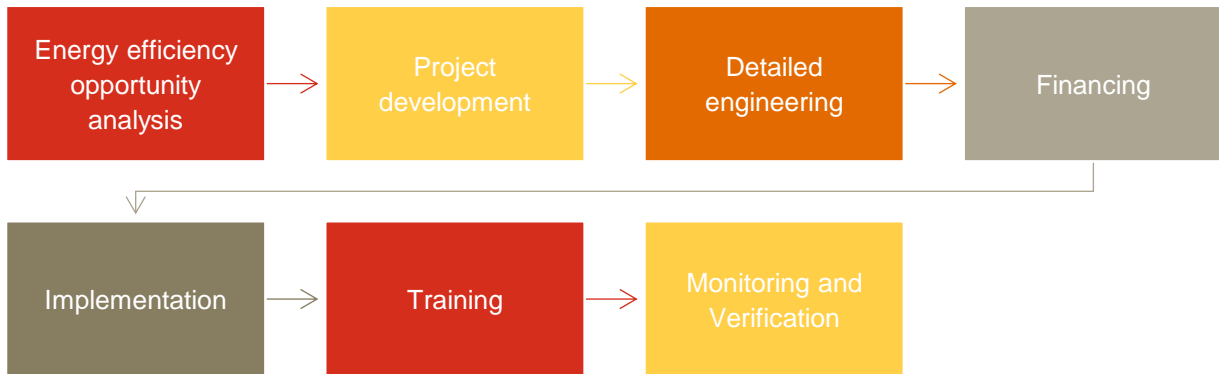 Energy efficiency
opportunity
analysis
Project
development
Detailed
engineering
Financing
Implementation
Training
Monitoring and
Verification